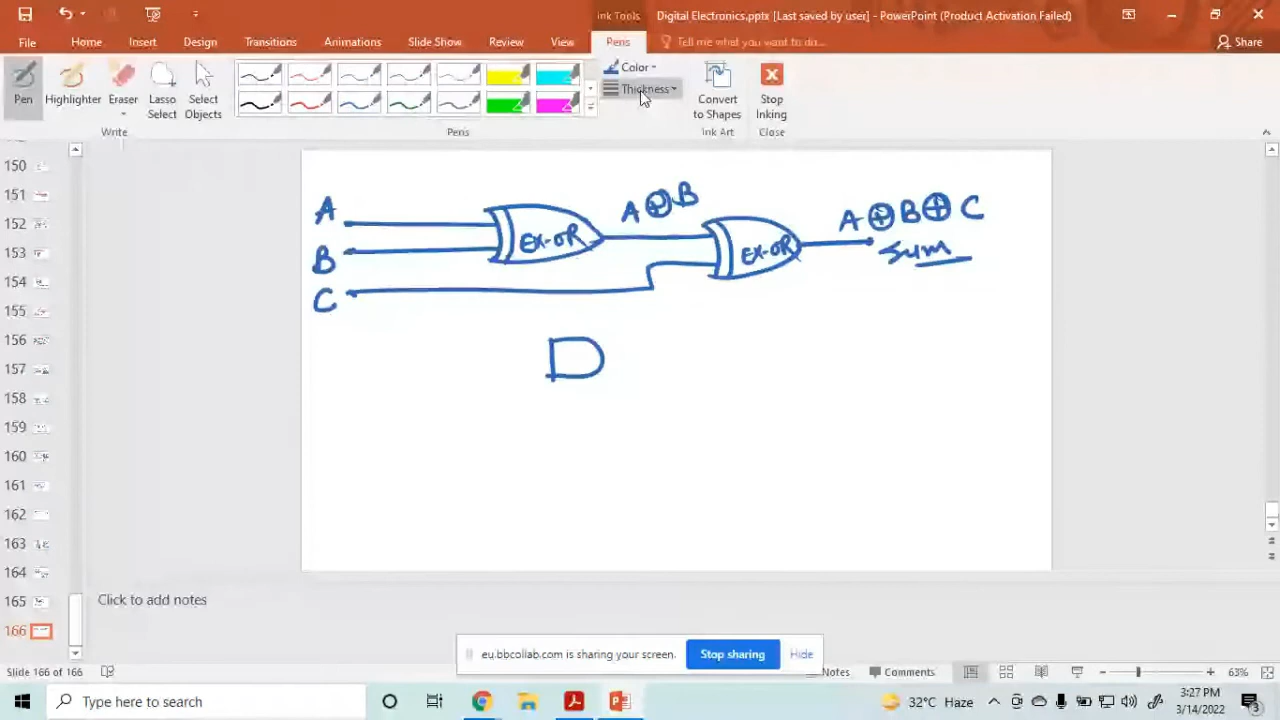 Ink Tools
Digital Electronics.pptx [Last saved by user] - PowerPoint (Product Activation Failed)
File Home Insert Design Transitions Animations Slide Show Review View Pens Tell me what you want to do... Share
Pen Highlighter Eraser Lasso Select Select Objects
Color
Thickness
Convert to Shapes
Stop Inking
Write Pens Ink Art Close
150
151
152
153
154
155
156
157
158
159
160
161
162
163
164
165
166
A
B
C
EX-OR
A ⊕ B
EX-OR
A ⊕ B ⊕ C
Sum
Click to add notes
eu.bbcollab.com is sharing your screen. Stop sharing Hide
Slide 166 of 166 Notes Comments 63%
Type here to search
32°C Haze
3:27 PM
3/14/2022
3